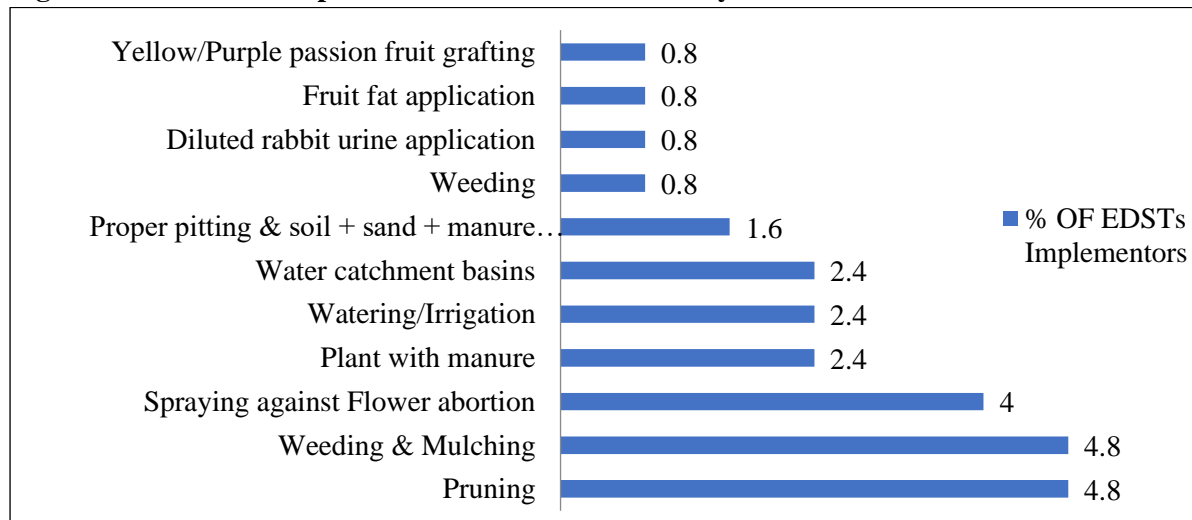 Yellow/Purple passion fruit grafting 0.8
Fruit fat application 0.8
Diluted rabbit urine application 0.8
Weeding 0.8
Proper pitting & soil + sand + manure… 1.6
Water catchment basins 2.4
Watering/Irrigation 2.4
Plant with manure 2.4
Spraying against Flower abortion 4
Weeding & Mulching 4.8
Pruning 4.8
% OF EDSTs
Implementors